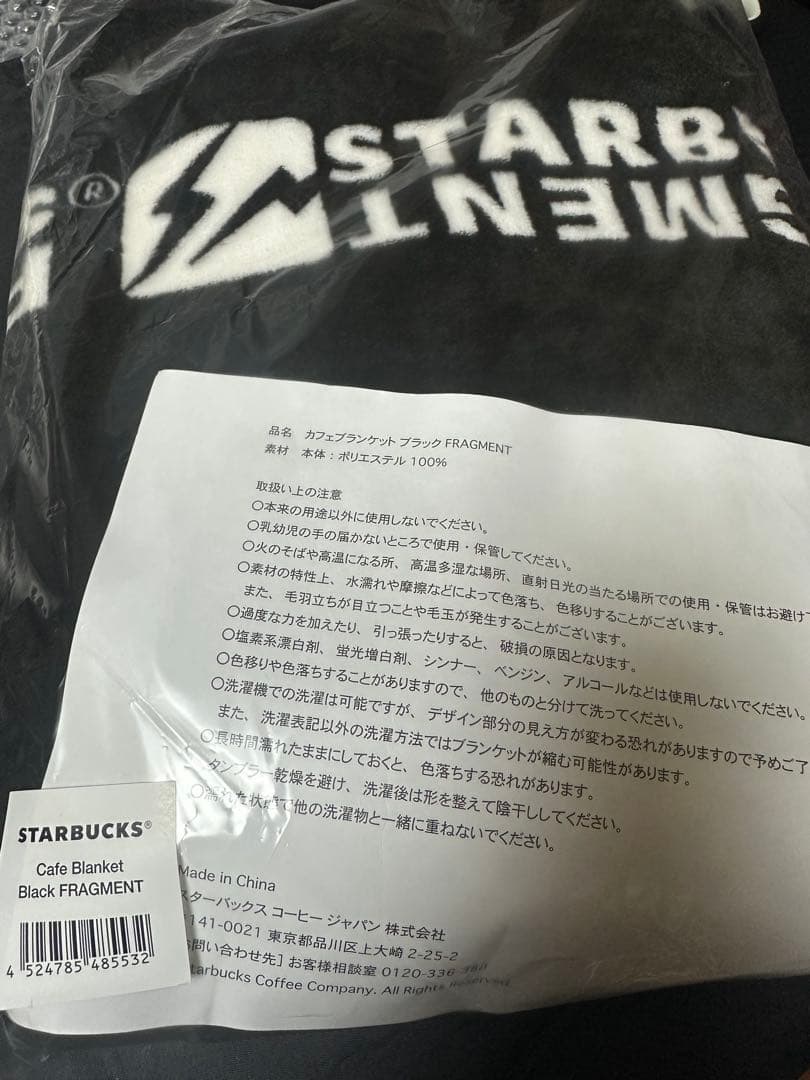 ®
STARB
TNEMG
品名 カフェブランケット ブラック FRAGMENT
素材 本体：ポリエステル 100%
取扱い上の注意
○本来の用途以外に使用しないでください。
○乳幼児の手の届かないところで使用・保管してください。
○火のそばや高温になる所、高温多湿な場所、直射日光の当たる場所での使用・保管はお避け
○素材の特性上、水濡れや摩擦などによって色落ち、色移りすることがございます。
また、毛羽立ちが目立つことや毛玉が発生することがございます。
○過度な力を加えたり、引っ張ったりすると、破損の原因となります。
○塩素系漂白剤、蛍光増白剤、シンナー、ベンジン、アルコールなどは使用しないでください。
○色移りや色落ちすることがありますので、他のものと分けて洗ってください。
○洗濯機での洗濯は可能ですが、デザイン部分の見え方が変わる恐れがありますので予めご了
また、洗濯表記以外の洗濯方法ではブランケットが縮む可能性があります。
○長時間濡れたままにしておくと、色落ちする恐れがあります。
タンブラー乾燥を避け、洗濯後は形を整えて陰干ししてください。
○濡れた状態で他の洗濯物と一緒に重ねないでください。
Made in China
スターバックス コーヒー ジャパン 株式会社
〒141-0021 東京都品川区上大崎 2-25-2
お問い合わせ先] お客様相談室 0120-336-388
Starbucks Coffee Company. All Rights Reserved.
STARBUCKS®
Cafe Blanket
Black FRAGMENT
4 524785 485532